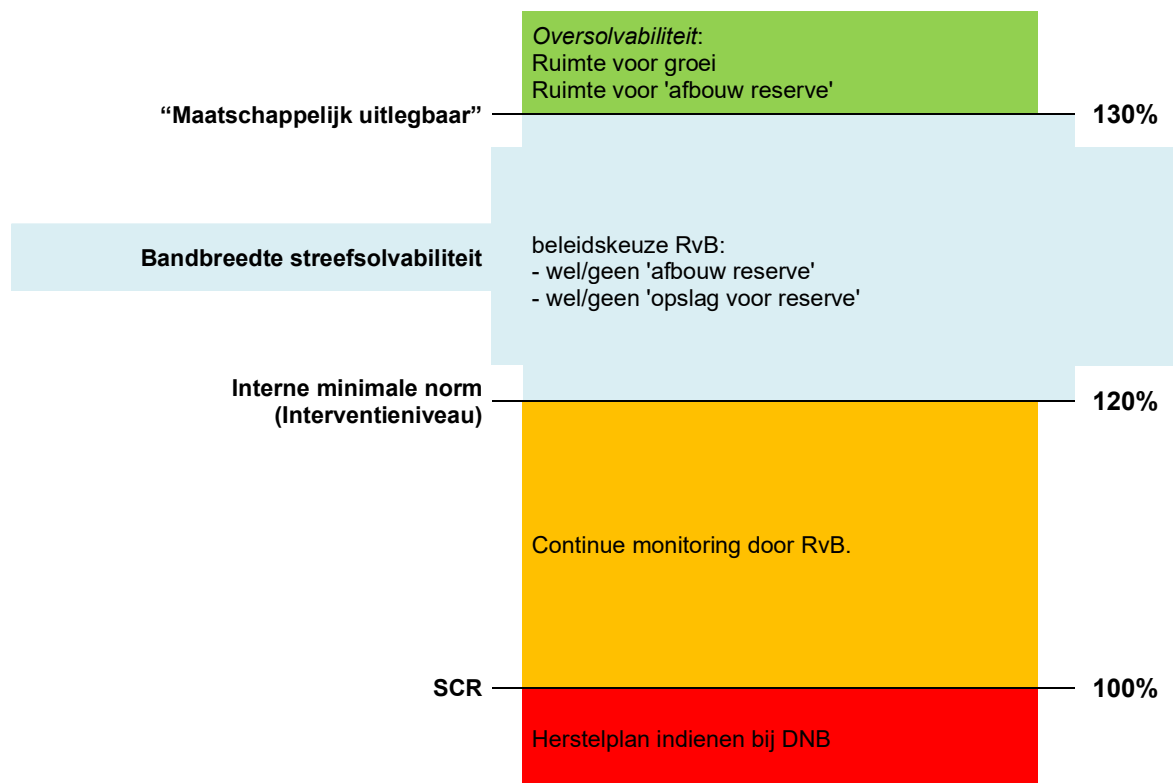 Oversolvabiliteit:
Ruimte voor groei
Ruimte voor 'afbouw reserve'
“Maatschappelijk uitlegbaar”
130%
Bandbreedte streefsolvabiliteit
beleidskeuze RvB:
- wel/geen 'afbouw reserve'
- wel/geen 'opslag voor reserve'
Interne minimale norm
(Interventieniveau)
120%
Continue monitoring door RvB.
SCR
100%
Herstelplan indienen bij DNB